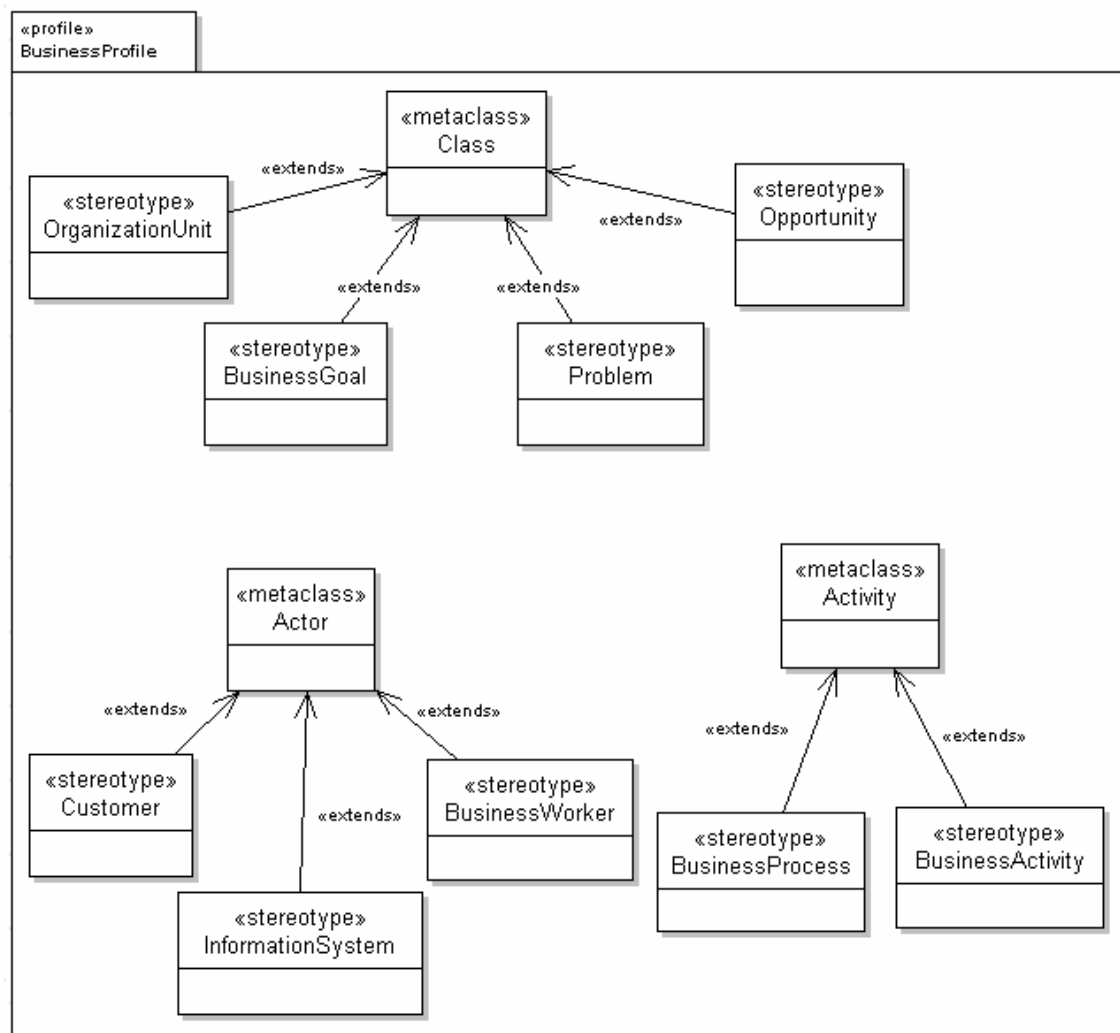 «profile»
BusinessProfile
«metaclass»
Class
«extends»
«stereotype»
OrganizationUnit
«extends»
«stereotype»
Opportunity
«extends»
«extends»
«stereotype»
BusinessGoal
«stereotype»
Problem
«metaclass»
Actor
«metaclass»
Activity
«extends»
«extends»
«stereotype»
Customer
«extends»
«stereotype»
BusinessWorker
«stereotype»
InformationSystem
«extends»
«extends»
«stereotype»
BusinessProcess
«stereotype»
BusinessActivity